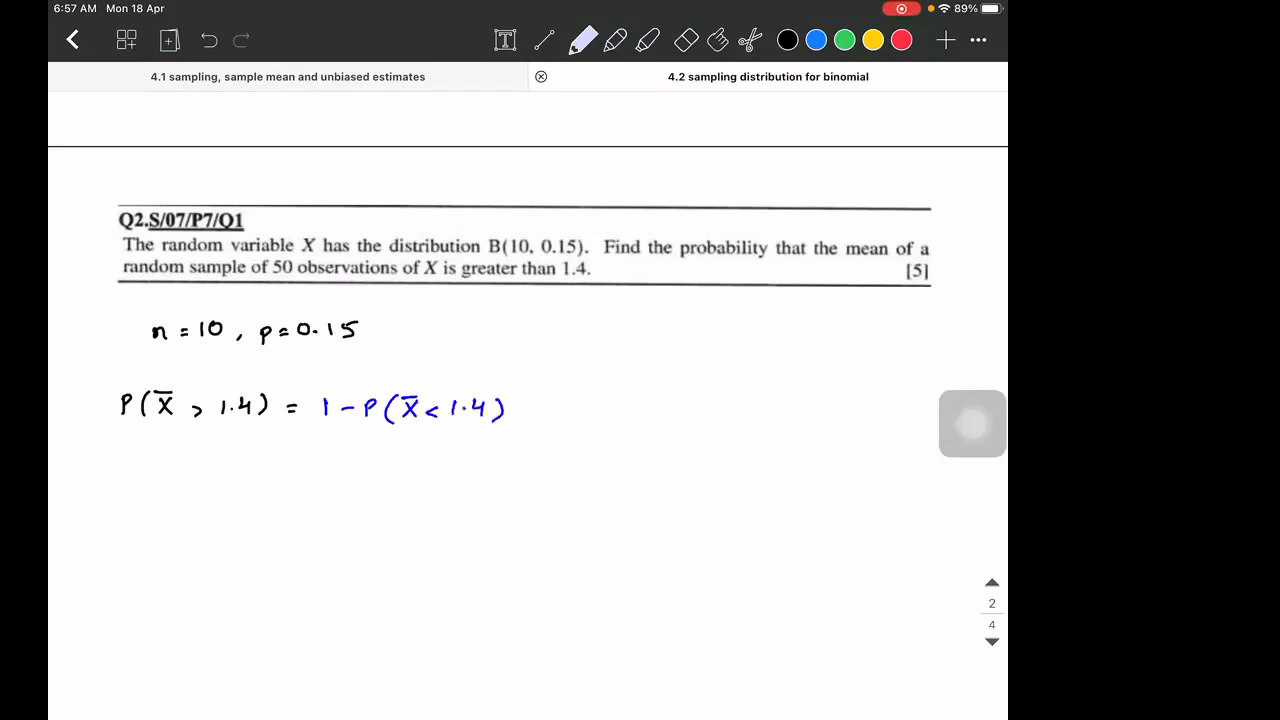 6:57 AM Mon 18 Apr 89%
4.1 sampling, sample mean and unbiased estimates 4.2 sampling distribution for binomial
Q2.S/07/P7/Q1
The random variable X has the distribution B(10, 0.15). Find the probability that the mean of a
random sample of 50 observations of X is greater than 1.4. [5]
n = 10 , p = 0.15
P(X̅ > 1.4) = 1 - P(X̅ < 1.4)
2
4